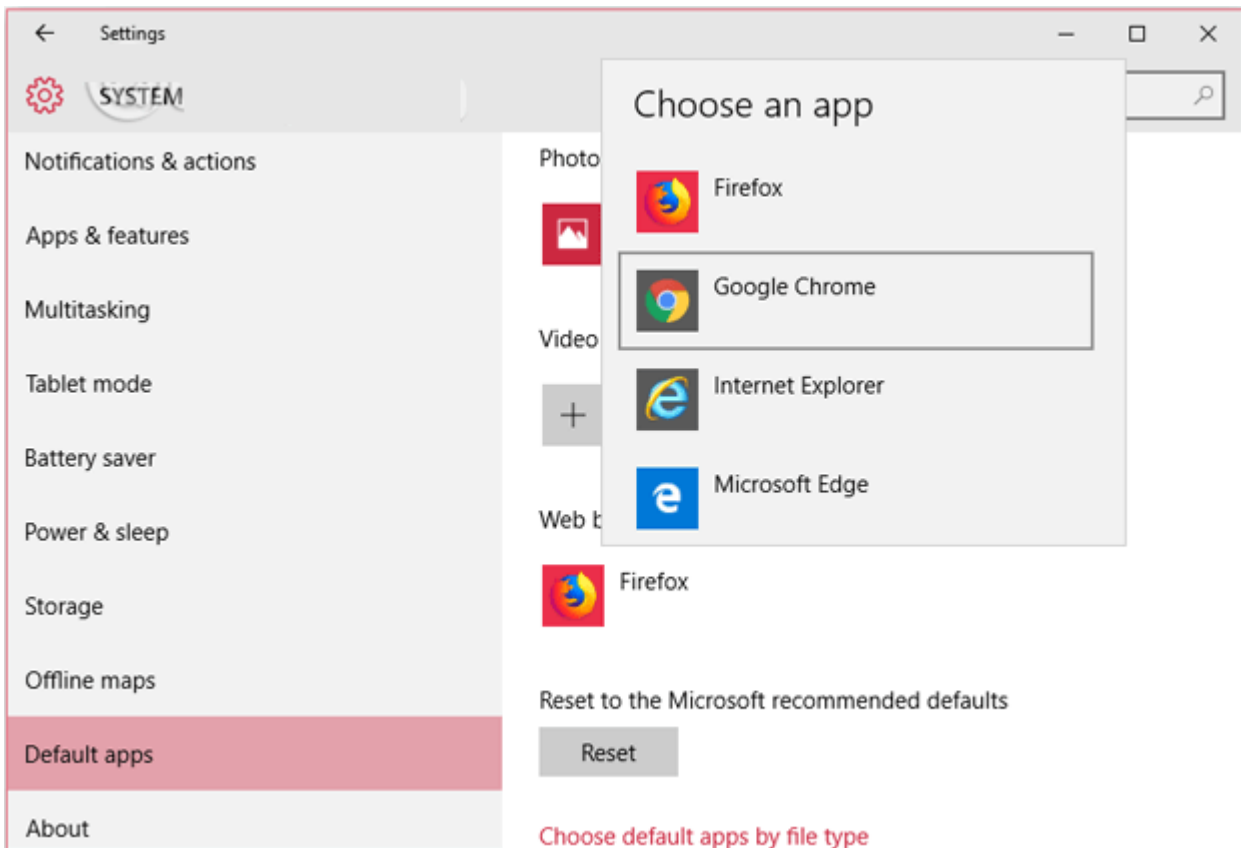 Settings
SYSTEM
Notifications & actions
Apps & features
Multitasking
Tablet mode
Battery saver
Power & sleep
Storage
Offline maps
Default apps
About
Photo
Video
Web b
Firefox
Reset to the Microsoft recommended defaults
Reset
Choose default apps by file type
Choose an app
Firefox
Google Chrome
Internet Explorer
Microsoft Edge